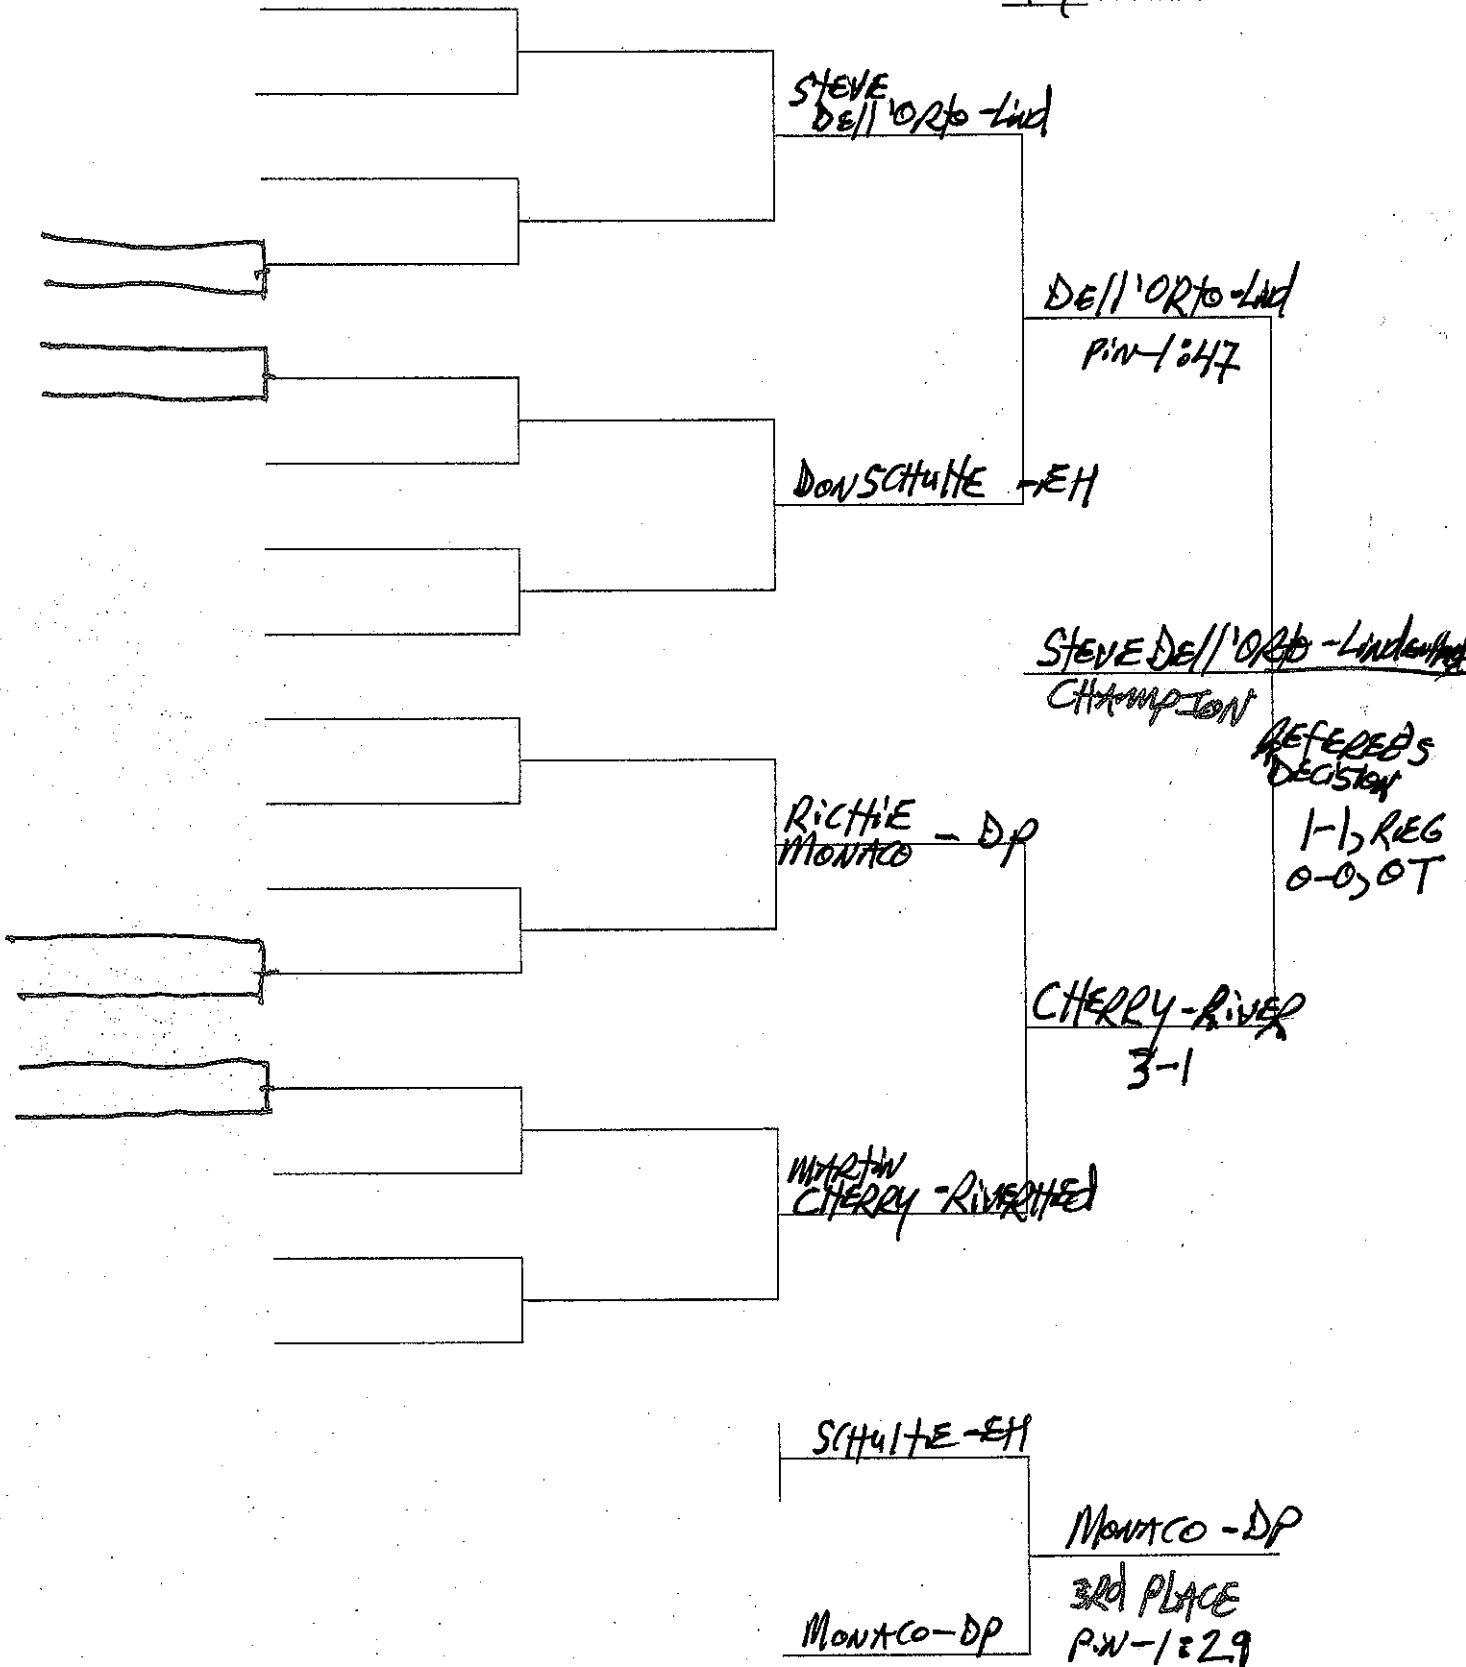 STEVE
DEll'ORto -Lind
DEll'ORto -Lind
PiN-1:47
DON SCHultE -EH
STEVE DEll'ORto -Lindenhurst
CHAMPION
REFEREE'S
DECISION
1-1, REG
0-0, OT
RICHIE
MONACO - DP
CHERRY-RIVER
3-1
MARtiN
CHERRY -RIVERHEd
SCHultE -EH
MONACO -DP
3Rd PLACE
MONACO-DP
PiN-1:29